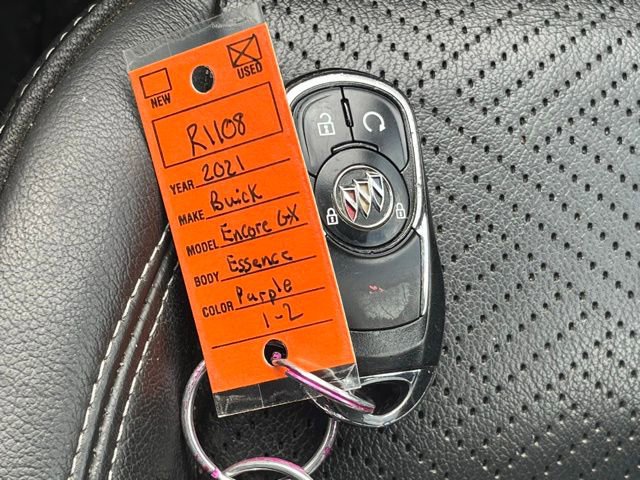 NEW
USED
R1108
YEAR 2021
MAKE Buick
MODEL Encore GX
BODY Essence
COLOR Purple
1-2